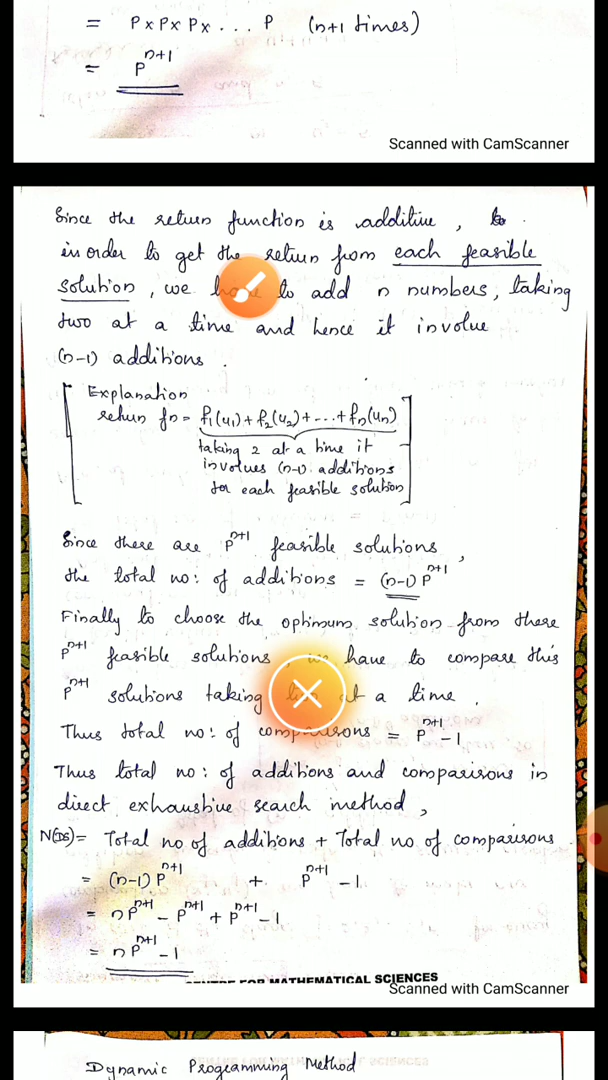 = P x P x P x . . . P (n+1 times)
= P^{n+1}
Scanned with CamScanner
Since the return function is additive,
in order to get the return from each feasible
solution, we to add n numbers, taking
two at a time and hence it involve
(n-1) additions.
Explanation
return fn = f1(u1) + f2(u2) + ... + fn(un)
taking 2 at a time it
involves (n-1) additions
for each feasible solution
Since there are P^{n+1} feasible solutions,
the total no: of additions = (n-1) P^{n+1}
Finally to choose the optimum solution from there
P^{n+1} feasible solutions, we have to compare this
P^{n+1} solutions taking at a time.
Thus total no: of comparisons = P^{n+1} - 1
Thus total no: of additions and comparisons in
direct exhaustive search method,
N(DS) = Total no of additions + Total no of comparisons
= (n-1) P^{n+1} + P^{n+1} - 1
= n P^{n+1} - P^{n+1} + P^{n+1} - 1
= n P^{n+1} - 1
FOR MATHEMATICAL SCIENCES
Scanned with CamScanner
Dynamic Programming Method